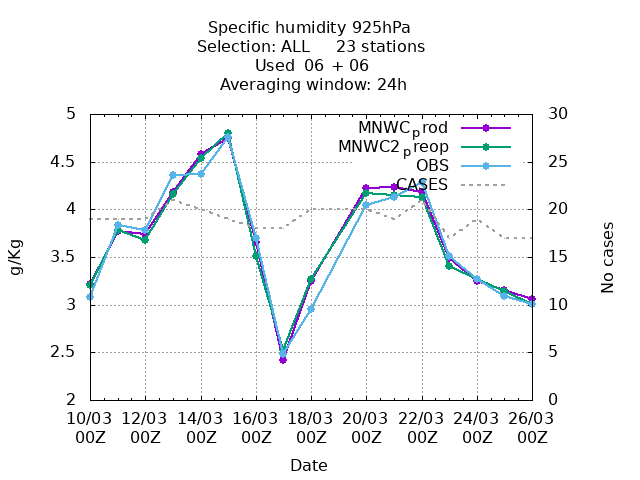 Specific humidity 925hPa
Selection: ALL 23 stations
Used 06 + 06
Averaging window: 24h
5 30
MNWCprod
MNWC2preop
4.5 25
OBS
CASES
4 20
3.5 15
3 10
2.5 5
2 0
g/Kg
No cases
10/03 12/03 14/03 16/03 18/03 20/03 22/03 24/03 26/03
00Z 00Z 00Z 00Z 00Z 00Z 00Z 00Z 00Z
Date